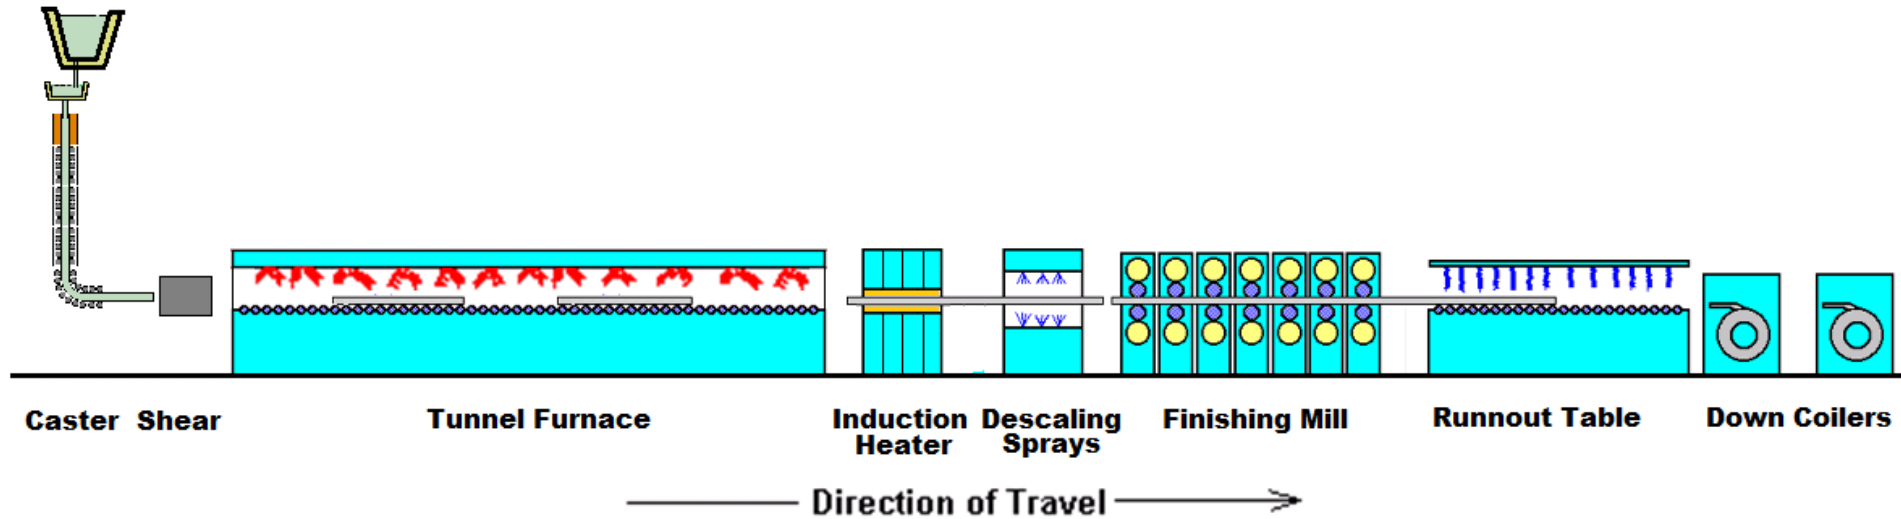 Caster Shear
Tunnel Furnace
Induction
Heater
Descaling
Sprays
Finishing Mill
Runnout Table
Down Coilers
Direction of Travel